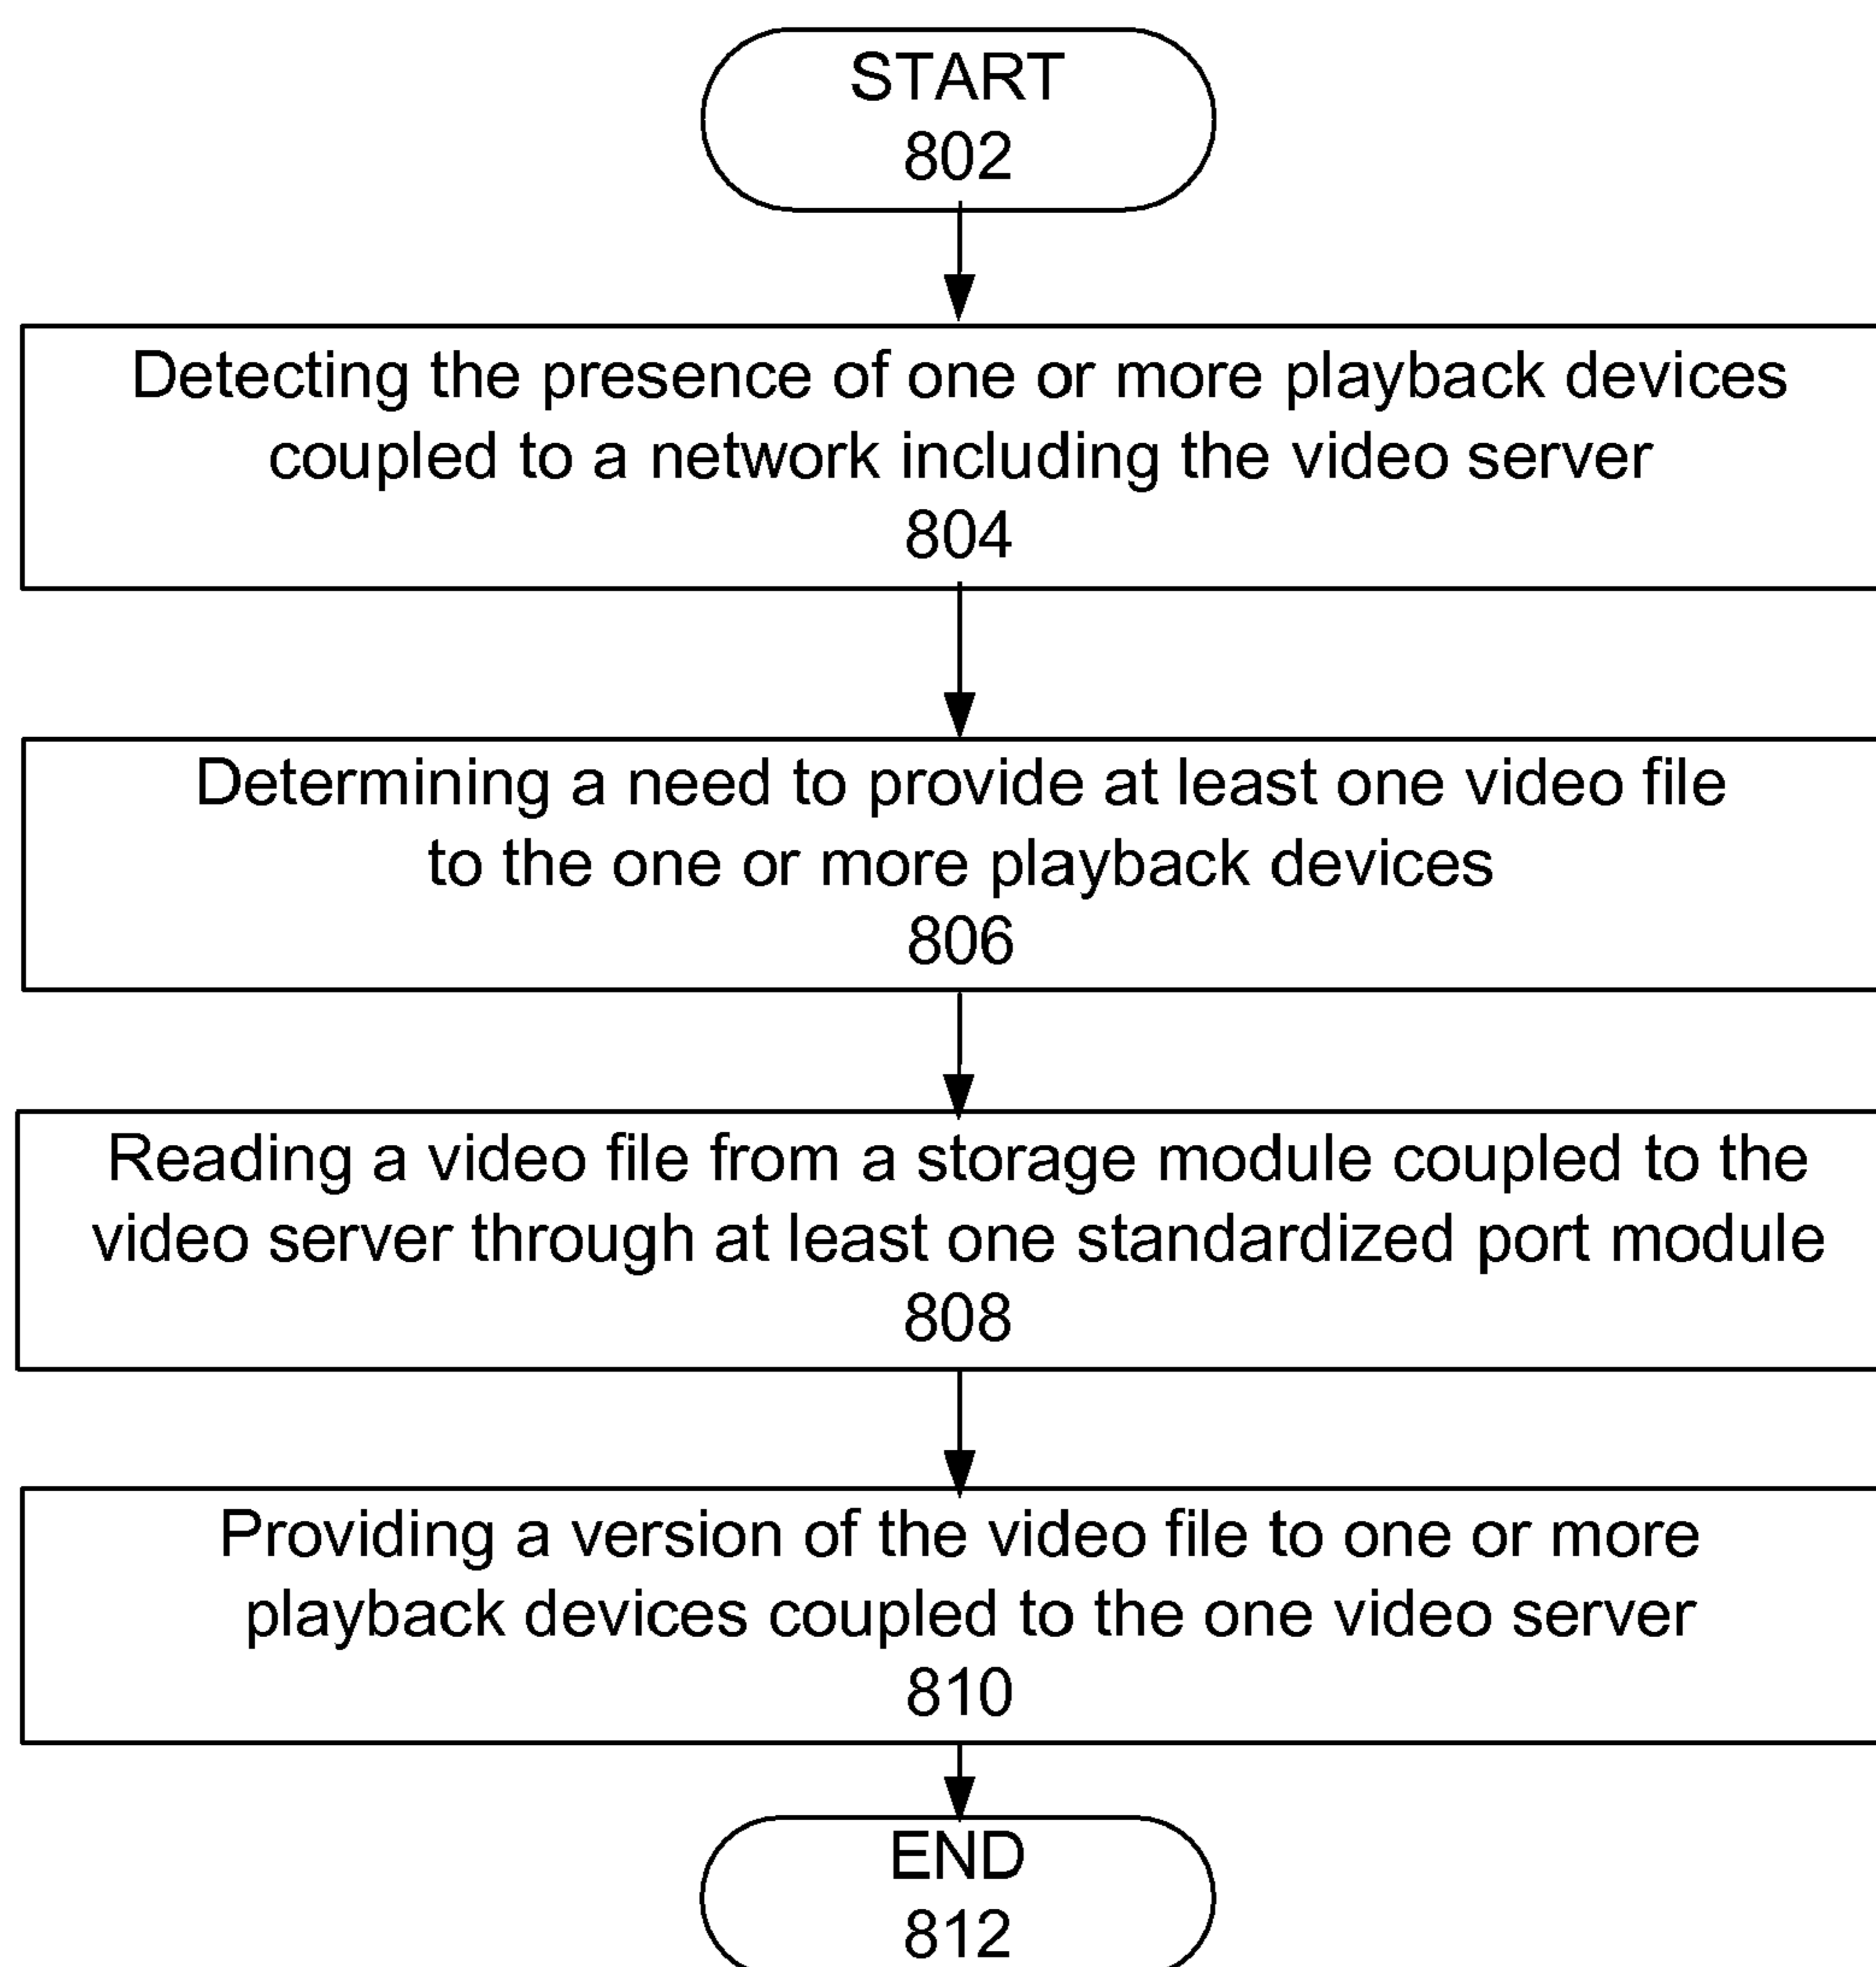 START
802
Detecting the presence of one or more playback devices
coupled to a network including the video server
804
Determining a need to provide at least one video file
to the one or more playback devices
806
Reading a video file from a storage module coupled to the
video server through at least one standardized port module
808
Providing a version of the video file to one or more
playback devices coupled to the one video server
810
END
812